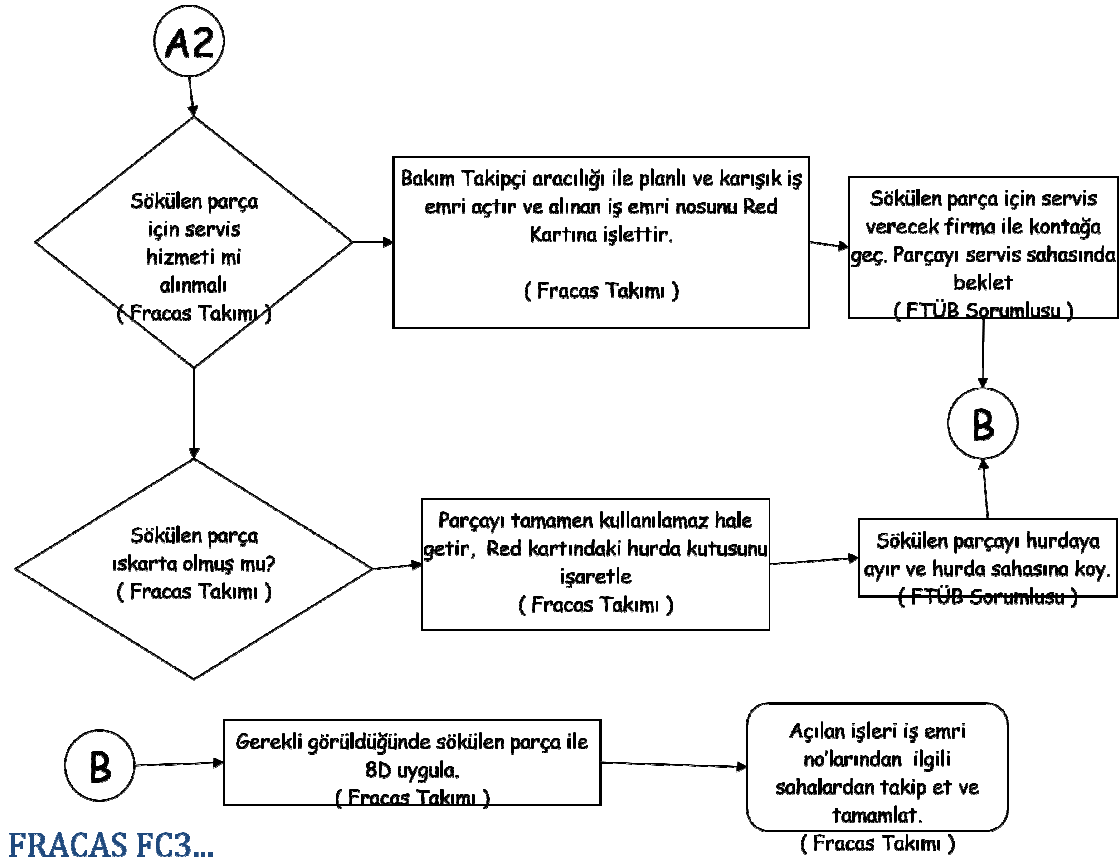 A2
Sökülen parça
için servis
hizmeti mi
alınmalı
( Fracas Takımı )
Bakım Takipçi aracılığı ile planlı ve karışık iş
emri açtır ve alınan iş emri nosunu Red
Kartına işlettir.
( Fracas Takımı )
Sökülen parça için servis
verecek firma ile kontağa
geç. Parçayı servis sahasında
beklet
( FTÜB Sorumlusu )
B
Sökülen parça
ıskarta olmuş mu?
( Fracas Takımı )
Parçayı tamamen kullanılamaz hale
getir, Red kartındaki hurda kutusunu
işaretle
( Fracas Takımı )
Sökülen parçayı hurdaya
ayır ve hurda sahasına koy.
( FTÜB Sorumlusu )
B
Gerekli görüldüğünde sökülen parça ile
8D uygula.
( Fracas Takımı )
Açılan işleri iş emri
no'larından ilgili
sahalardan takip et ve
tamamlat.
( Fracas Takımı )
FRACAS FC3...